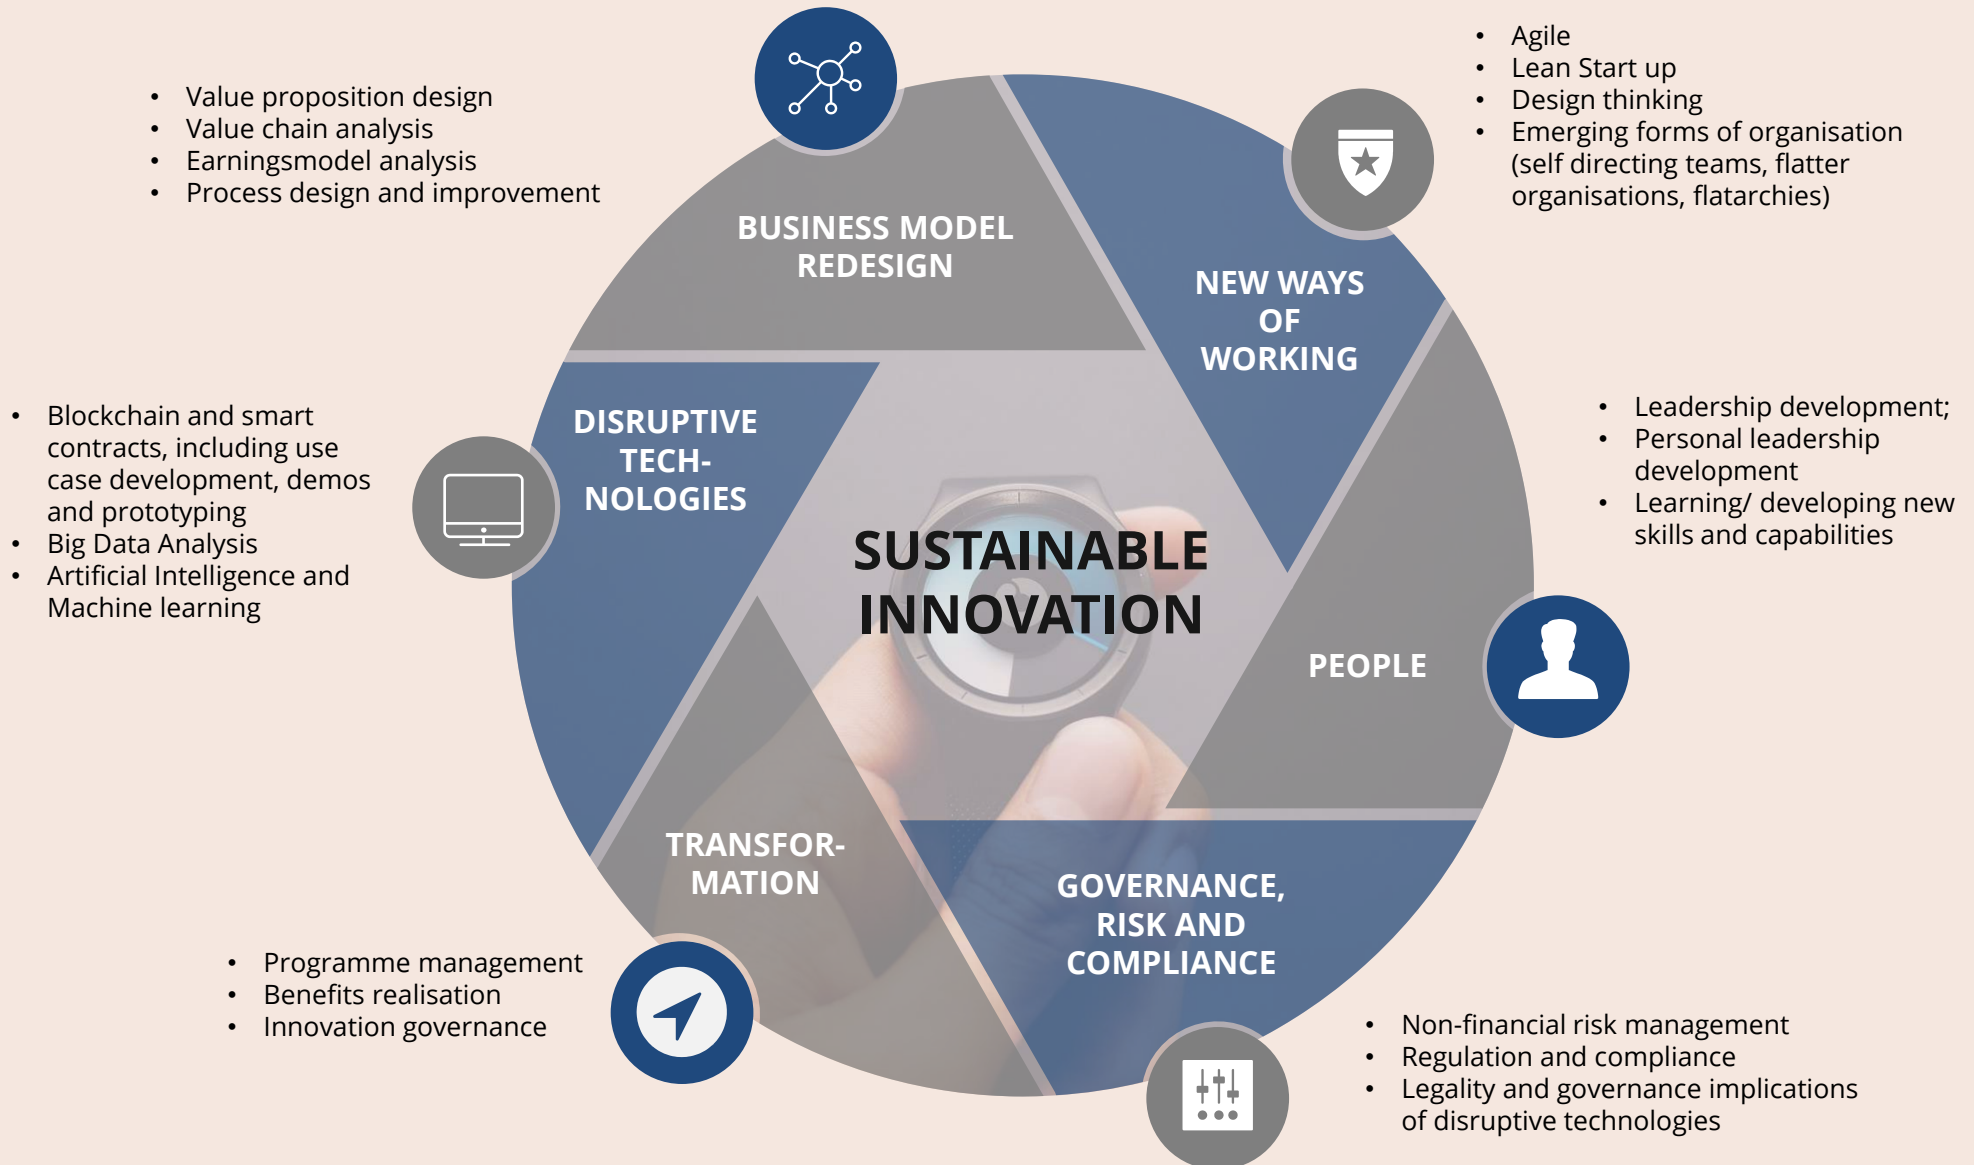 • Value proposition design
• Value chain analysis
• Earningsmodel analysis
• Process design and improvement
BUSINESS MODEL
REDESIGN
• Agile
• Lean Start up
• Design thinking
• Emerging forms of organisation
(self directing teams, flatter
organisations, flatarchies)
NEW WAYS
OF
WORKING
• Blockchain and smart
contracts, including use
case development, demos
and prototyping
• Big Data Analysis
• Artificial Intelligence and
Machine learning
DISRUPTIVE
TECH-
NOLOGIES
SUSTAINABLE
INNOVATION
• Leadership development;
• Personal leadership
development
• Learning/ developing new
skills and capabilities
PEOPLE
TRANSFOR-
MATION
• Programme management
• Benefits realisation
• Innovation governance
GOVERNANCE,
RISK AND
COMPLIANCE
• Non-financial risk management
• Regulation and compliance
• Legality and governance implications
of disruptive technologies